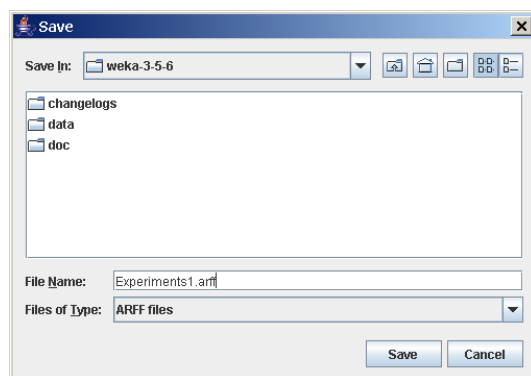 Save
Save In: weka-3-5-6
changelogs
data
doc
File Name: Experiments1.arff
Files of Type: ARFF files
Save Cancel